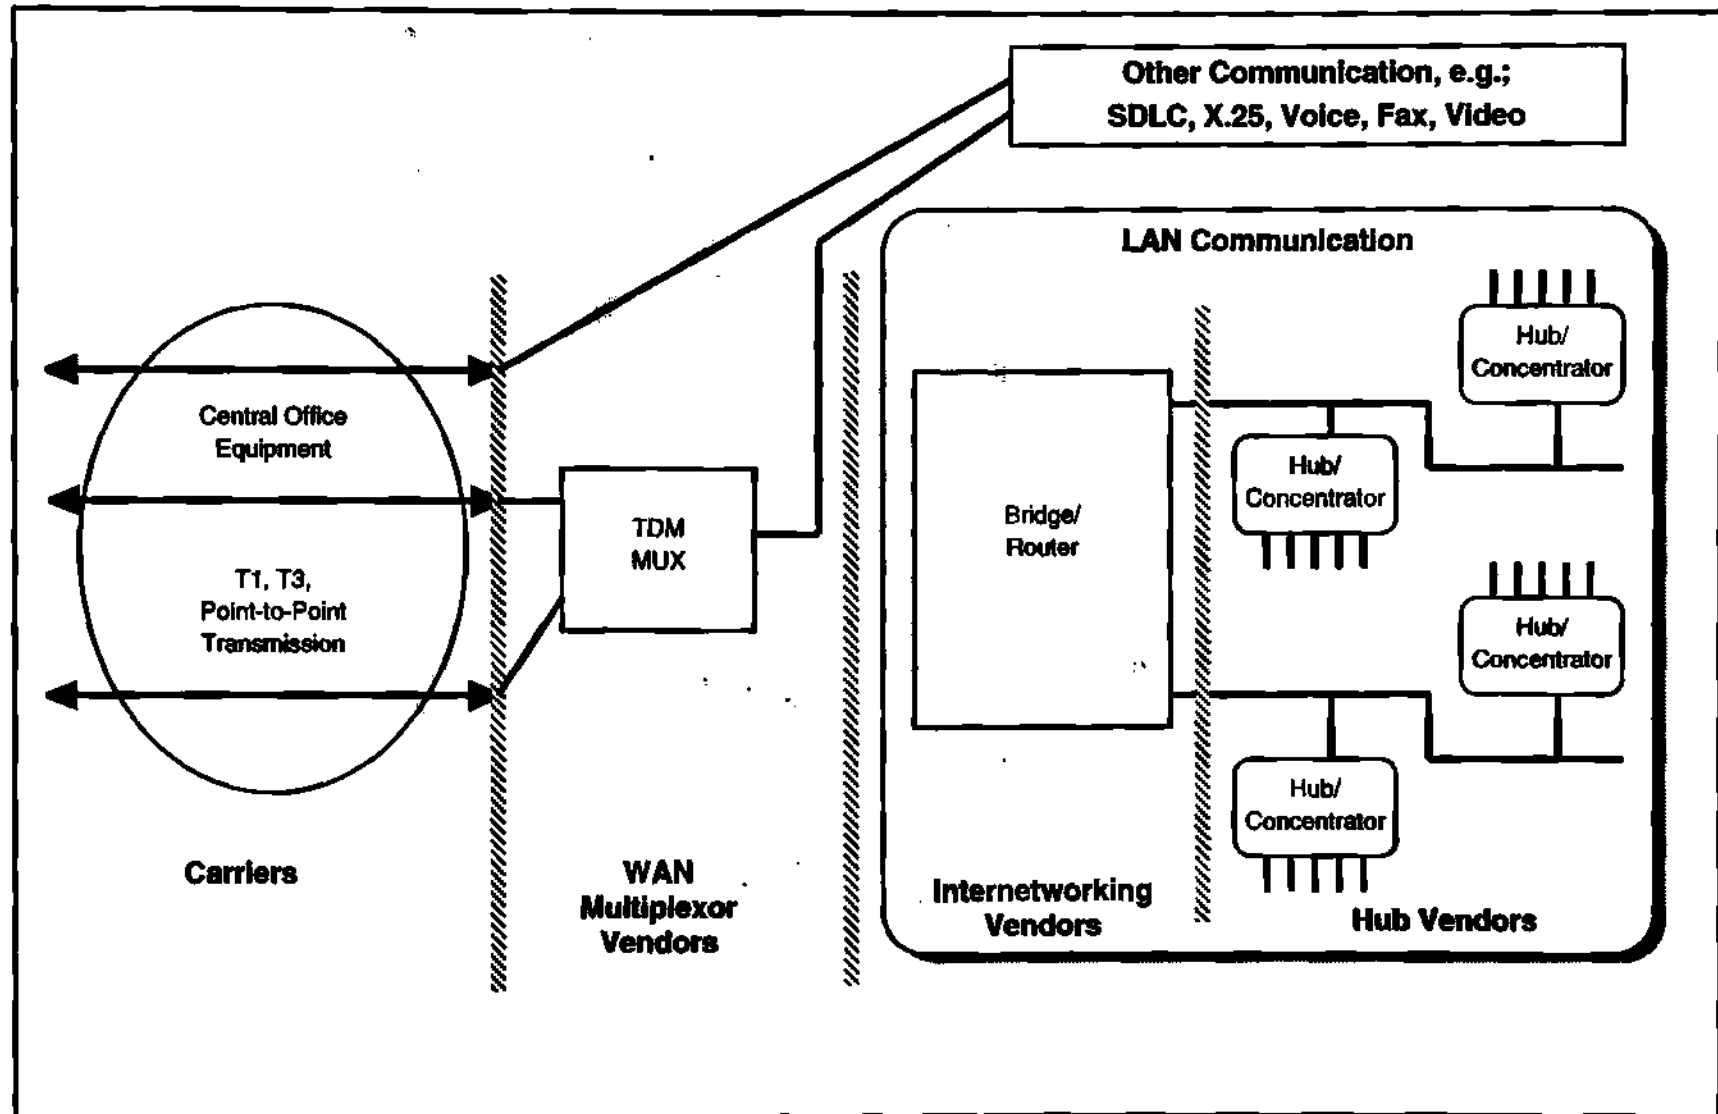 Other Communication, e.g.;
SDLC, X.25, Voice, Fax, Video
LAN Communication
Hub/
Concentrator
Central Office
Equipment
Hub/
Concentrator
TDM
MUX
Bridge/
Router
T1, T3,
Point-to-Point
Transmission
Hub/
Concentrator
Hub/
Concentrator
Carriers
WAN
Multiplexor
Vendors
Internetworking
Vendors
Hub Vendors